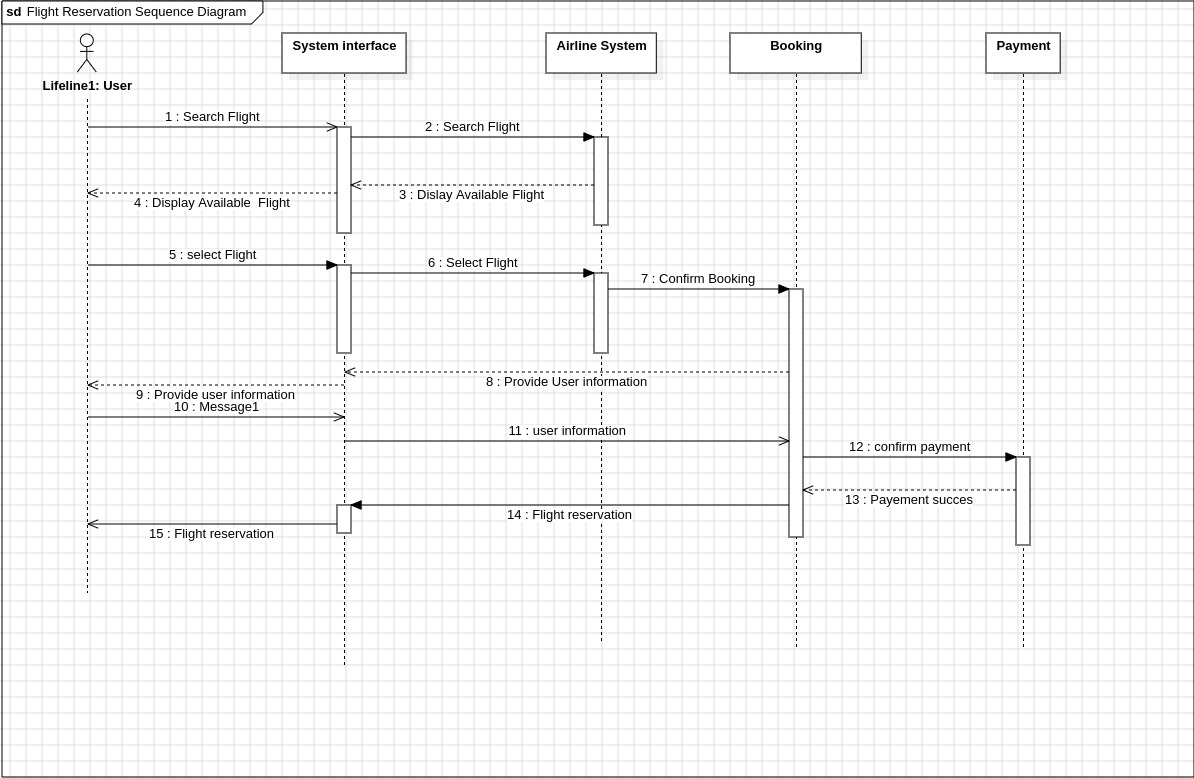 sd Flight Reservation Sequence Diagram
System interface
Airline System
Booking
Payment
Lifeline1: User
1 : Search Flight
2 : Search Flight
3 : Dislay Available Flight
4 : Display Available  Flight
5 : select Flight
6 : Select Flight
7 : Confirm Booking
8 : Provide User information
9 : Provide user information
10 : Message1
11 : user information
12 : confirm payment
13 : Payement succes
14 : Flight reservation
15 : Flight reservation